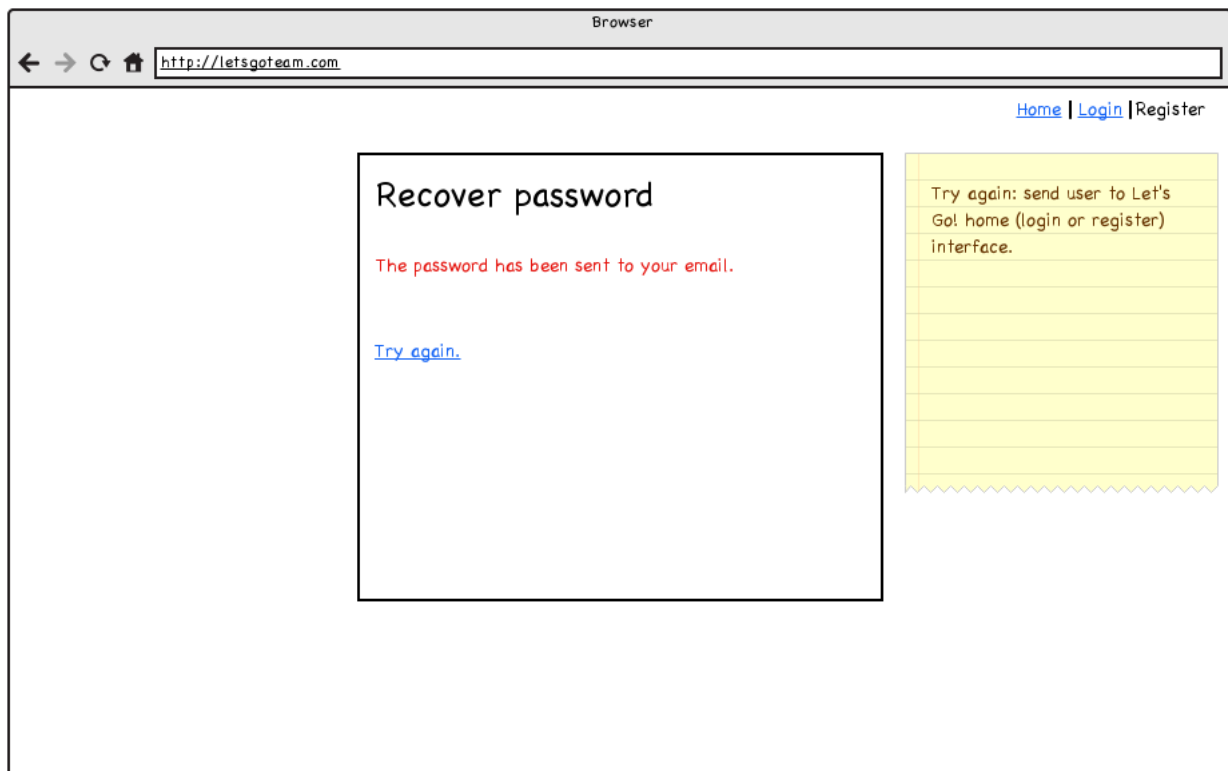 Browser
http://letsgoteam.com
Home | Login | Register
Recover password
The password has been sent to your email.
Try again.
Try again: send user to Let's
Go! home (login or register)
interface.